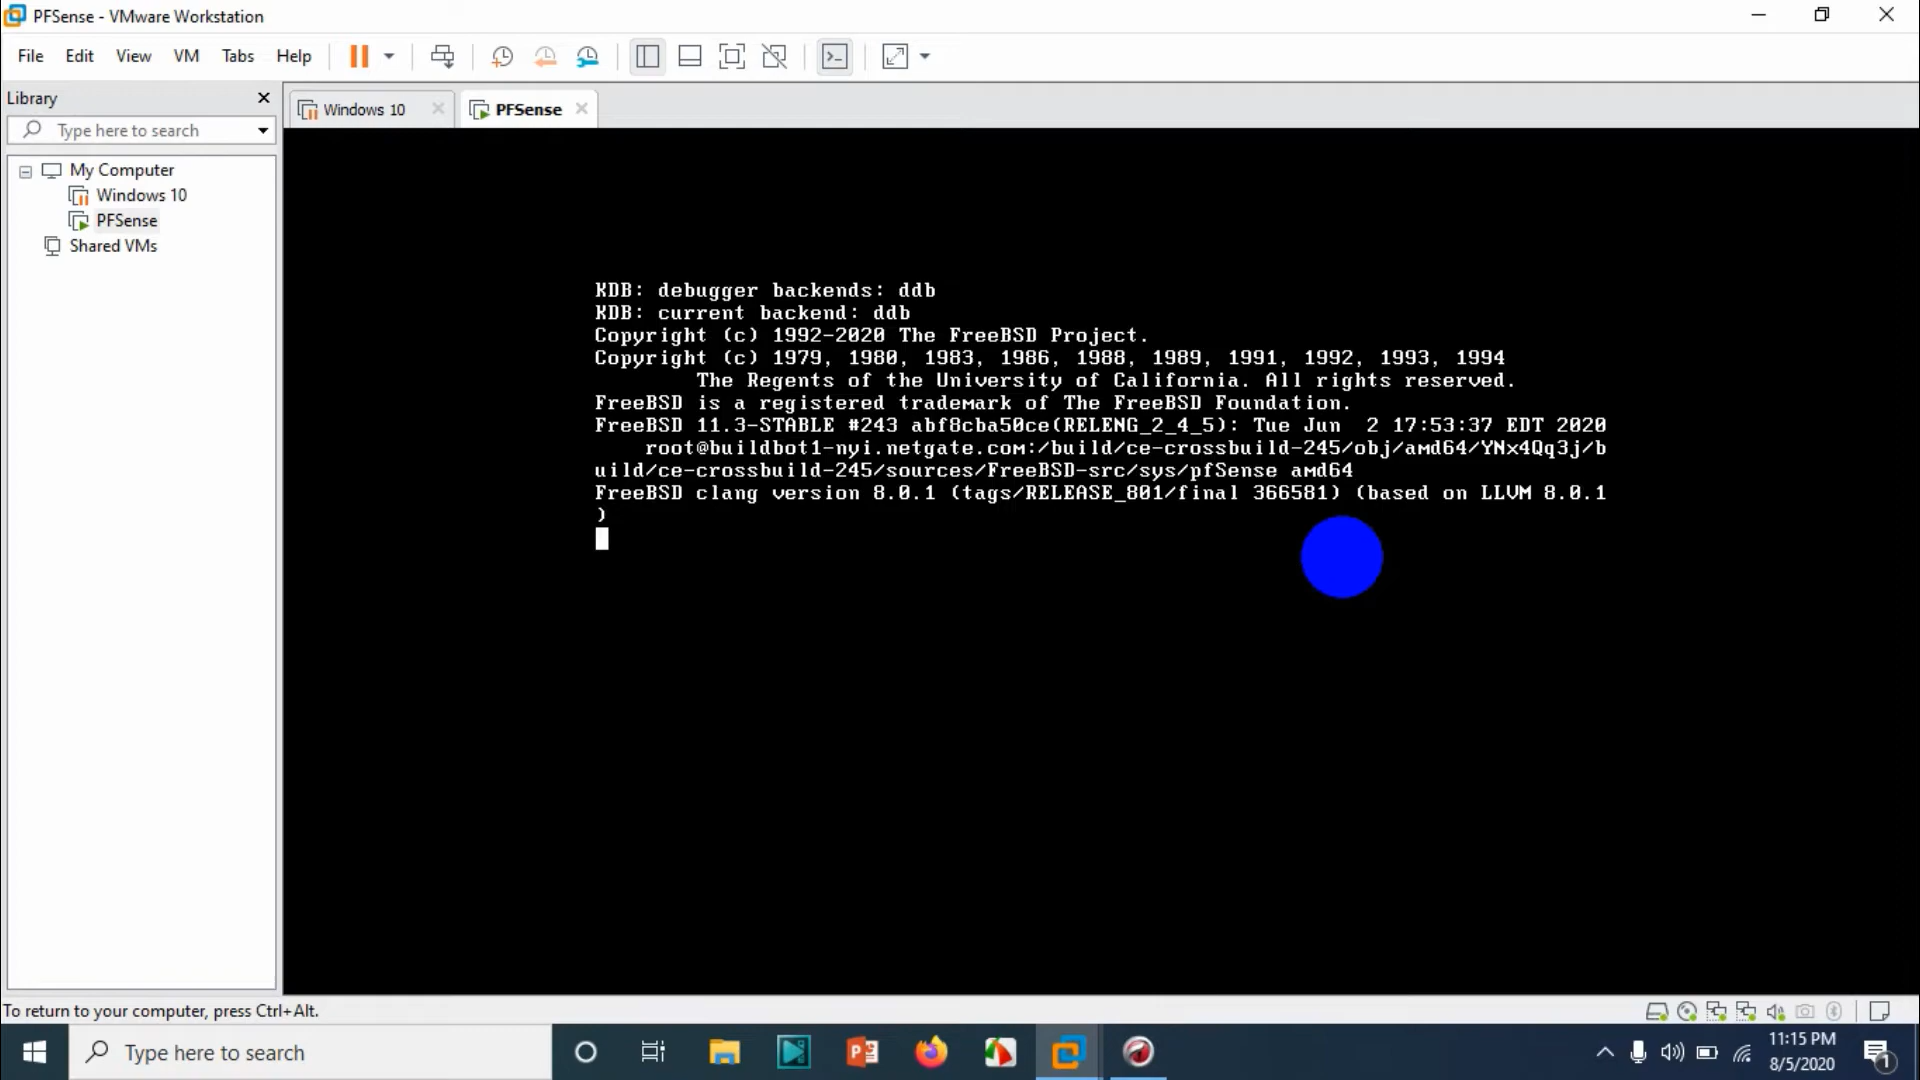 PFSense - VMware Workstation
File Edit View VM Tabs Help
Library
Type here to search
My Computer
Windows 10
PFSense
Shared VMs
Windows 10
PFSense
KDB: debugger backends: ddb
KDB: current backend: ddb
Copyright (c) 1992-2020 The FreeBSD Project.
Copyright (c) 1979, 1980, 1983, 1986, 1988, 1989, 1991, 1992, 1993, 1994
The Regents of the University of California. All rights reserved.
FreeBSD is a registered trademark of The FreeBSD Foundation.
FreeBSD 11.3-STABLE #243 abf8cba50ce(RELENG_2_4_5): Tue Jun  2 17:53:37 EDT 2020
root@buildbot1-nyi.netgate.com:/build/ce-crossbuild-245/obj/amd64/YNx4Qq3j/b
uild/ce-crossbuild-245/sources/FreeBSD-src/sys/pfSense amd64
FreeBSD clang version 8.0.1 (tags/RELEASE_801/final 366581) (based on LLVM 8.0.1
)
To return to your computer, press Ctrl+Alt.
Type here to search
11:15 PM
8/5/2020
1